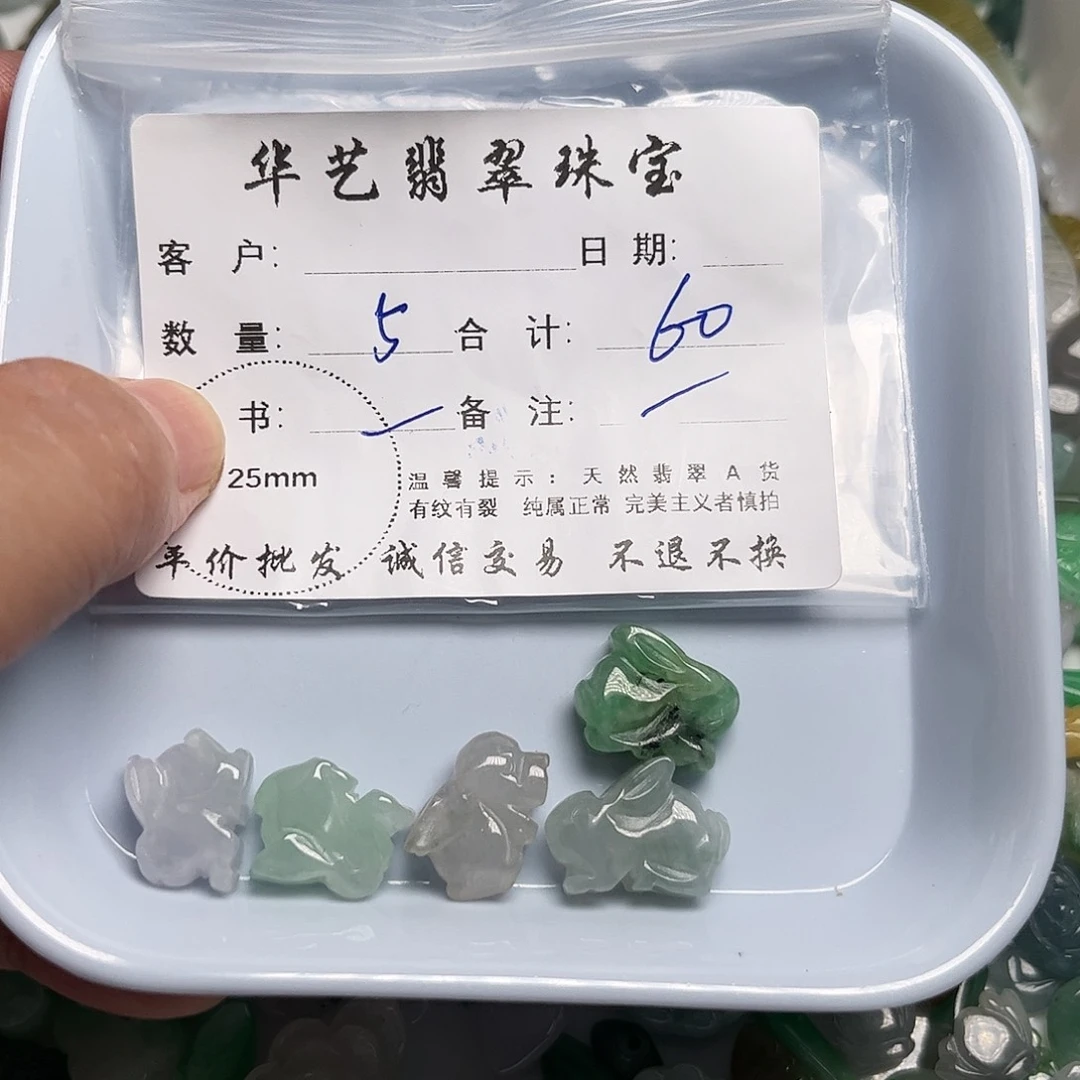 华艺翡翠珠宝
客户: 日期:
数量: 5 合计: 60
书: 备注:
25mm
温馨提示:天然翡翠A货
有纹有裂 纯属正常 完美主义者慎拍
平价批发 诚信交易 不退不换